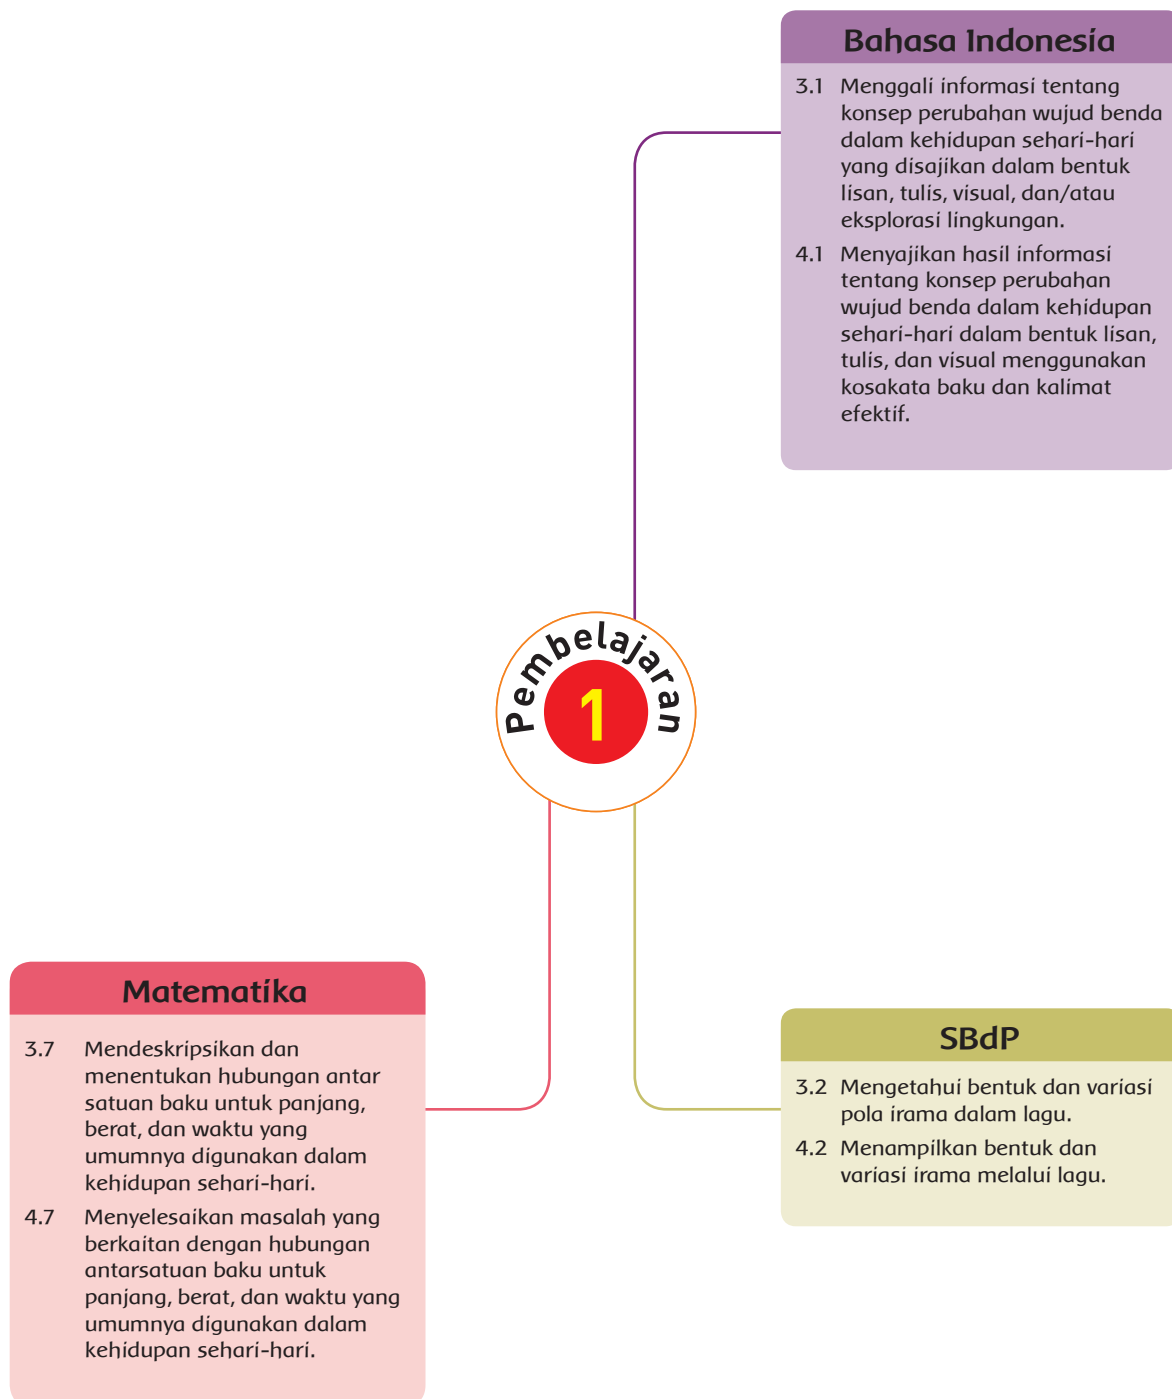 Bahasa Indonesia
3.1 Menggali informasi tentang
konsep perubahan wujud benda
dalam kehidupan sehari-hari
yang disajikan dalam bentuk
lisan, tulis, visual, dan/atau
eksplorasi lingkungan.
4.1 Menyajikan hasil informasi
tentang konsep perubahan
wujud benda dalam kehidupan
sehari-hari dalam bentuk lisan,
tulis, dan visual menggunakan
kosakata baku dan kalimat
efektif.
Pembelajaran
1
Matematika
3.7 Mendeskripsikan dan
menentukan hubungan antar
satuan baku untuk panjang,
berat, dan waktu yang
umumnya digunakan dalam
kehidupan sehari-hari.
4.7 Menyelesaikan masalah yang
berkaitan dengan hubungan
antarsatuan baku untuk
panjang, berat, dan waktu yang
umumnya digunakan dalam
kehidupan sehari-hari.
SBdP
3.2 Mengetahui bentuk dan variasi
pola irama dalam lagu.
4.2 Menampilkan bentuk dan
variasi irama melalui lagu.